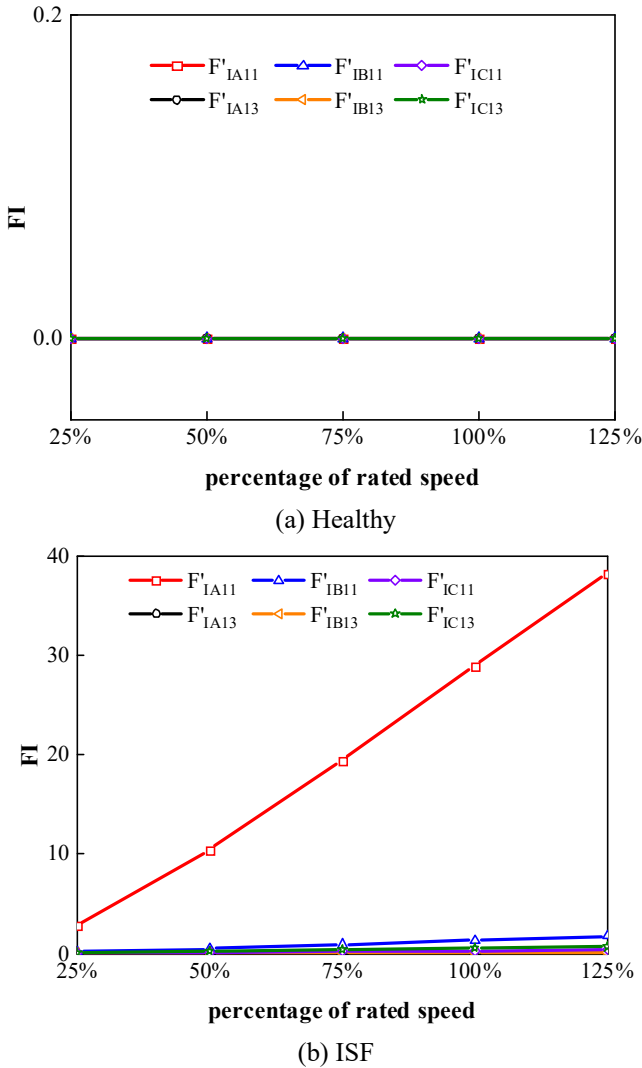 0.2
F'IA11 F'IB11 F'IC11
F'IA13 F'IB13 F'IC13
FI
0.0
25% 50% 75% 100% 125%
percentage of rated speed
(a) Healthy
40
F'IA11 F'IB11 F'IC11
F'IA13 F'IB13 F'IC13
30
FI
20
10
0
25% 50% 75% 100% 125%
percentage of rated speed
(b) ISF